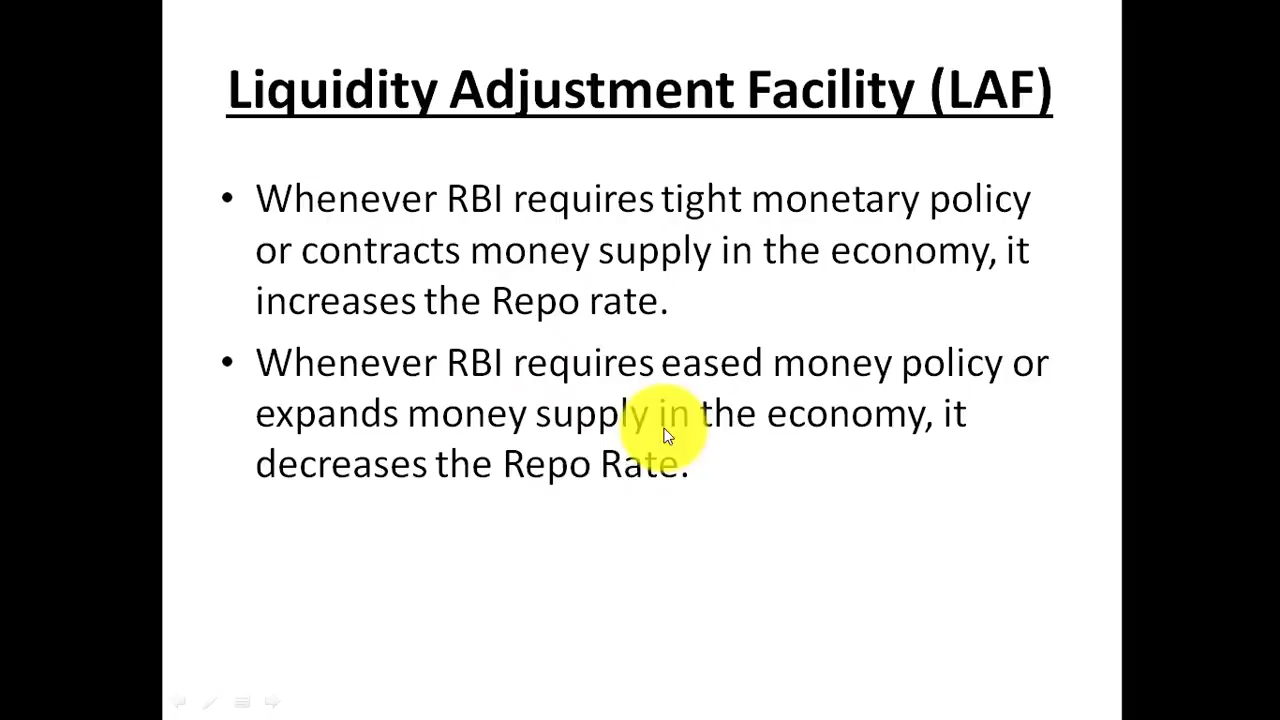 Liquidity Adjustment Facility (LAF)
• Whenever RBI requires tight monetary policy
or contracts money supply in the economy, it
increases the Repo rate.
• Whenever RBI requires eased money policy or
expands money supply in the economy, it
decreases the Repo Rate.